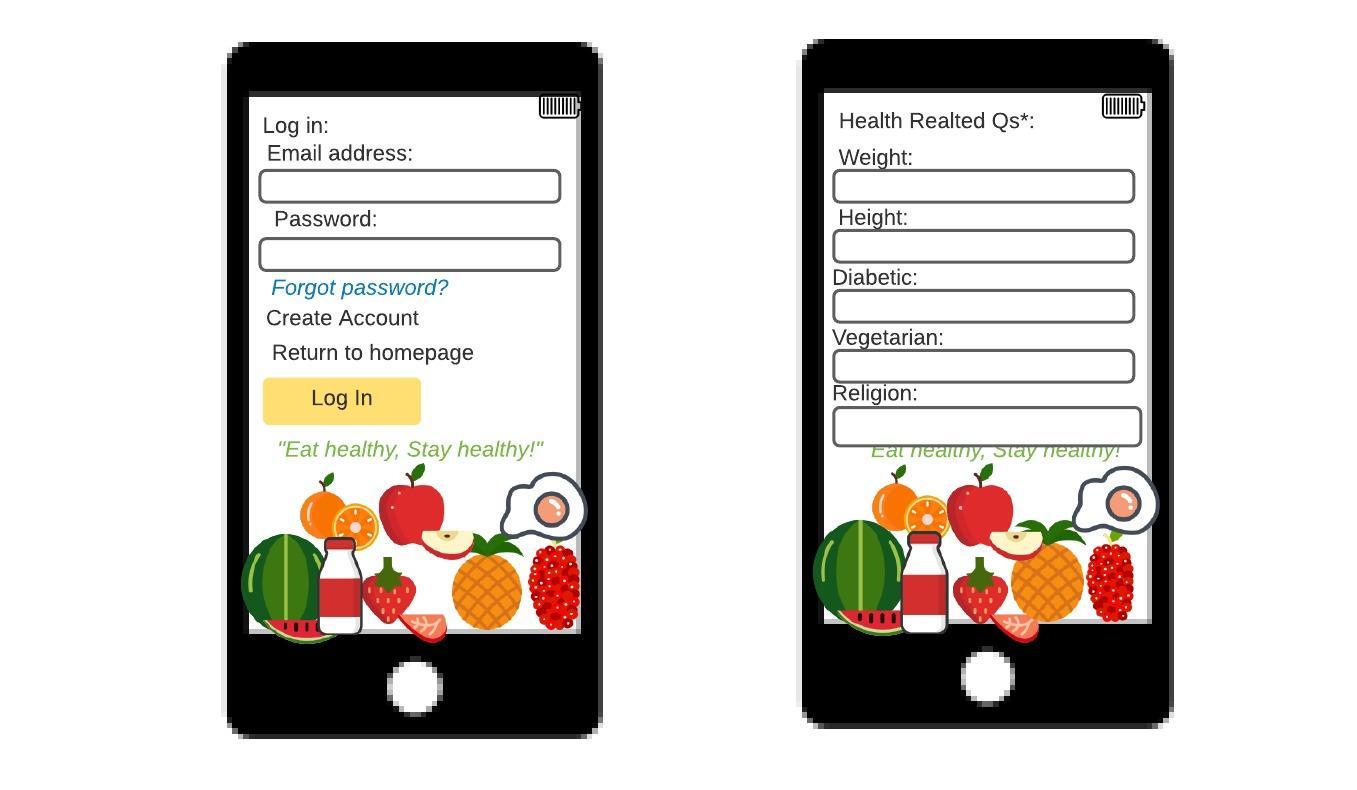 Log in:
Email address:
Password:
Forgot password?
Create Account
Return to homepage
Log In
"Eat healthy, Stay healthy!"
Health Realted Qs*:
Weight:
Height:
Diabetic:
Vegetarian:
Religion:
Eat healthy, Stay healthy!